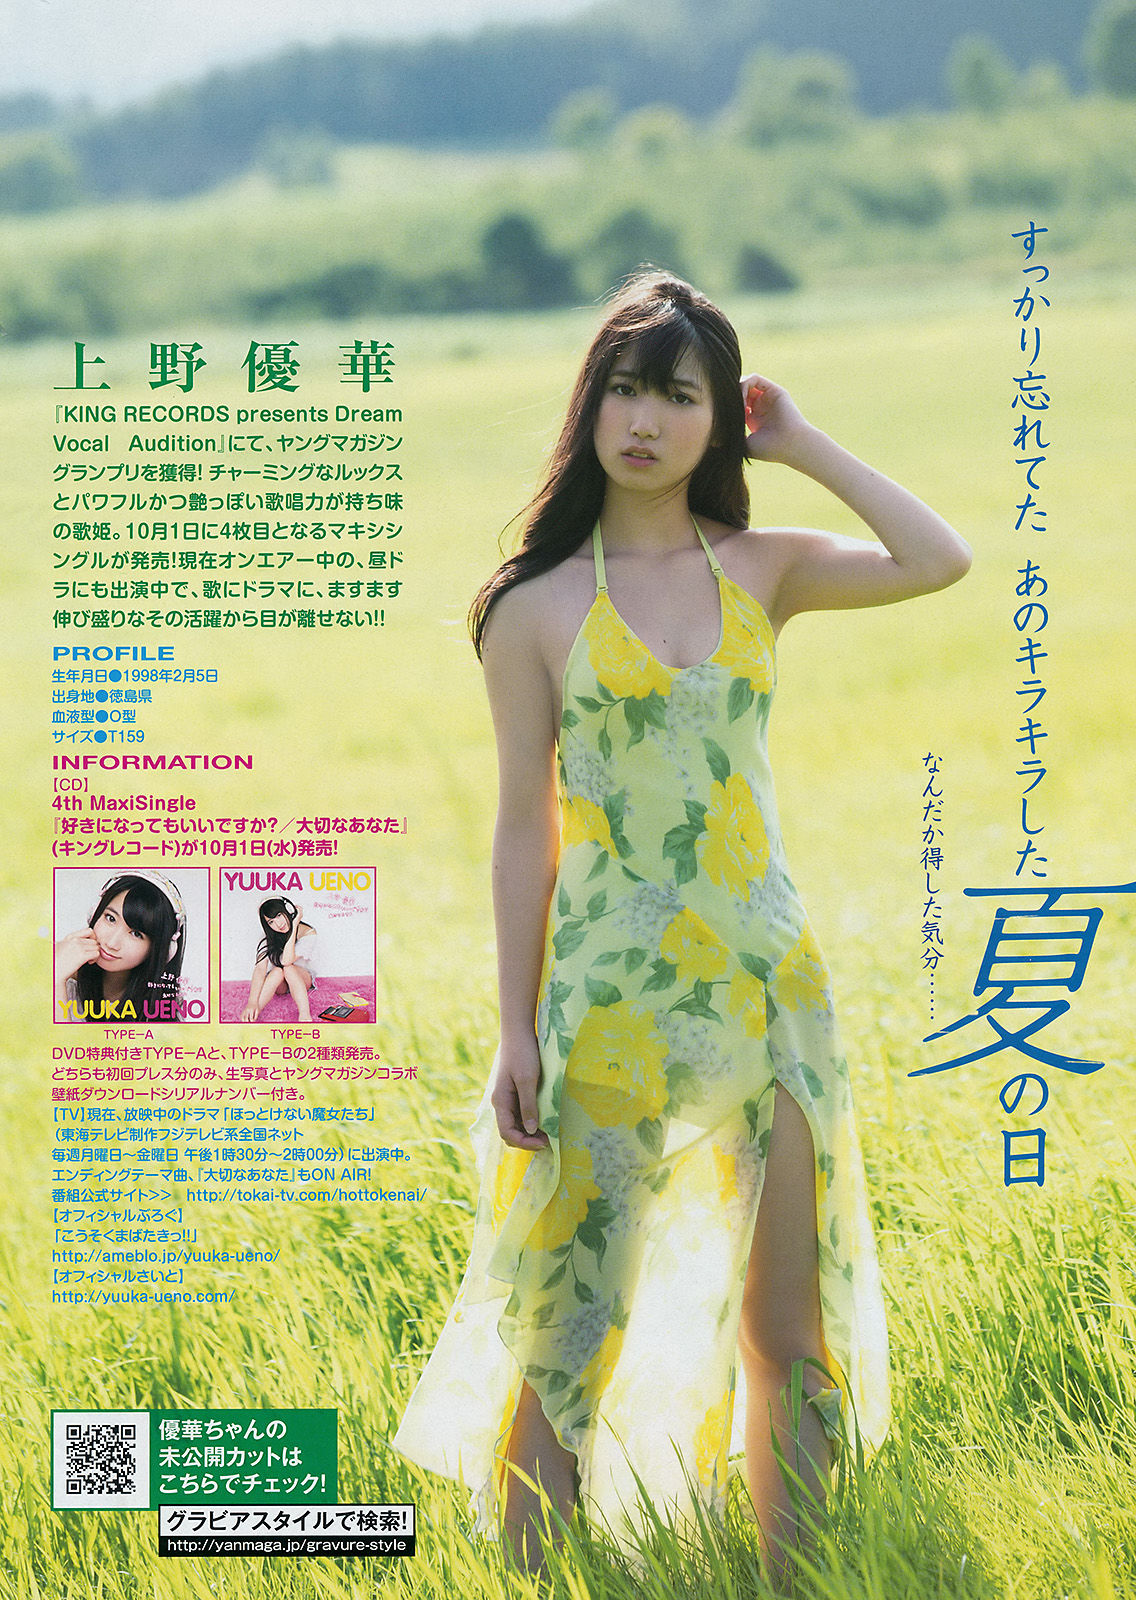 すっかり忘れてた あのキラキラした夏の日
なんだか得した気分……
上野優華
『KING RECORDS presents Dream
Vocal Audition』にて、ヤングマガジン
グランプリを獲得! チャーミングなルックス
とパワフルかつ艶っぽい歌唱力が持ち味
の歌姫。10月1日に4枚目となるマキシシ
ングルが発売!現在オンエアー中の、昼ド
ラにも出演中で、歌にドラマに、ますます
伸び盛りなその活躍から目が離せない!!
PROFILE
生年月日●1998年2月5日
出身地●徳島県
血液型●O型
サイズ●T159
INFORMATION
【CD】
4th MaxiSingle
『好きになってもいいですか?／大切なあなた』
(キングレコード)が10月1日(水)発売!
YUUKA UENO
上野
YUUKA UENO
TYPE-A
TYPE-B
DVD特典付きTYPE-Aと、TYPE-Bの2種類発売。
どちらも初回プレス分のみ、生写真とヤングマガジンコラボ
壁紙ダウンロードシリアルナンバー付き。
【TV】現在、放映中のドラマ「ほっとけない魔女たち」
（東海テレビ制作フジテレビ系全国ネット
毎週月曜日〜金曜日 午後1時30分〜2時00分）に出演中。
エンディングテーマ曲、『大切なあなた』もON AIR!
番組公式サイト>> http://tokai-tv.com/hottokenai/
【オフィシャルぶろぐ】
「こうそくまばたきっ!!」
http://ameblo.jp/yuuka-ueno/
【オフィシャルさいと】
http://yuuka-ueno.com/
優華ちゃんの
未公開カットは
こちらでチェック!
グラビアスタイルで検索!
http://yanmaga.jp/gravure-style